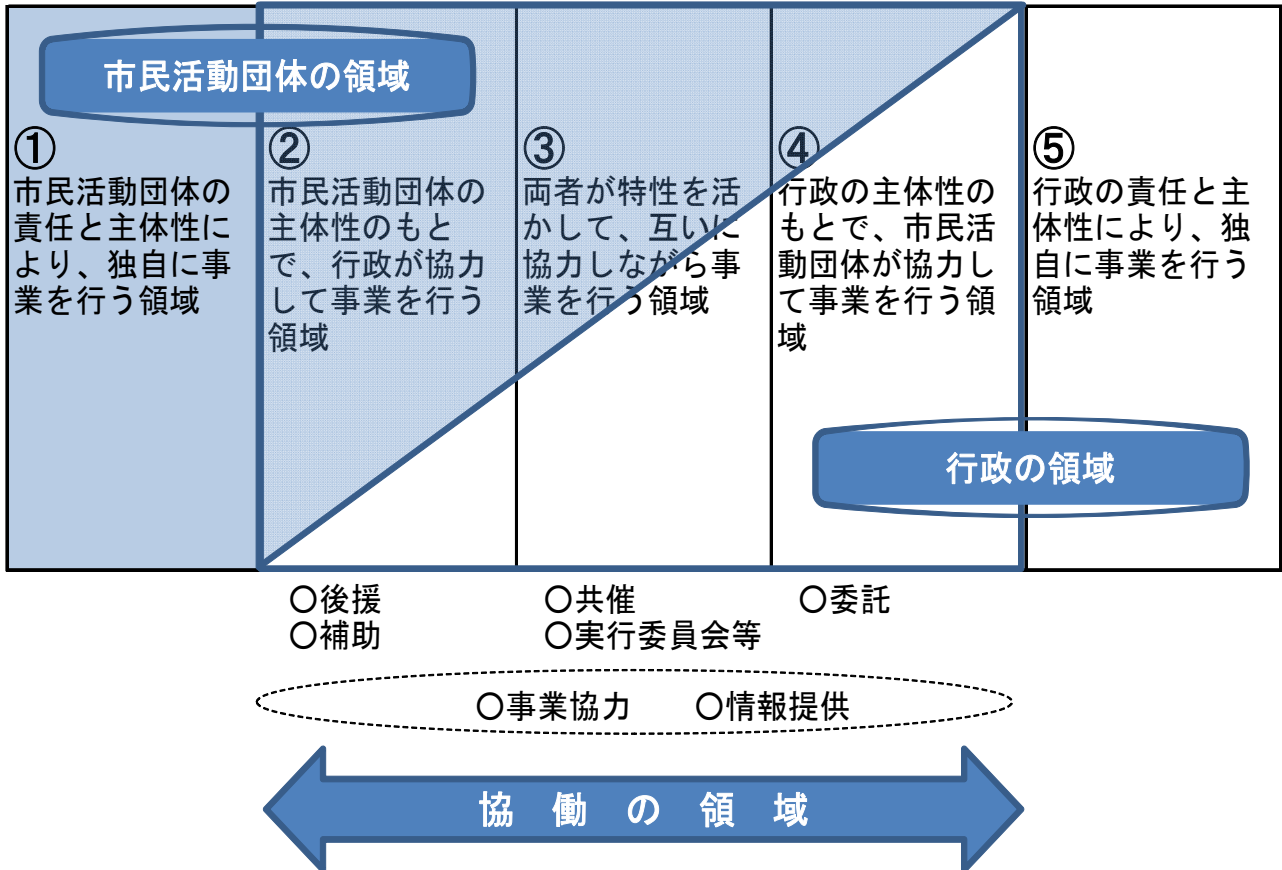 市民活動団体の領域
①
市民活動団体の
責任と主体性に
より、独自に事
業を行う領域
②
市民活動団体の
主体性のもと
で、行政が協力
して事業を行う
領域
③
両者が特性を活
かして、互いに
協力しながら事
業を行う領域
④
行政の主体性の
もとで、市民活
動団体が協力し
て事業を行う領
域
⑤
行政の責任と主
体性により、独
自に事業を行う
領域
行政の領域
○後援
○補助
○共催
○実行委員会等
○委託
○事業協力 ○情報提供
協働の領域